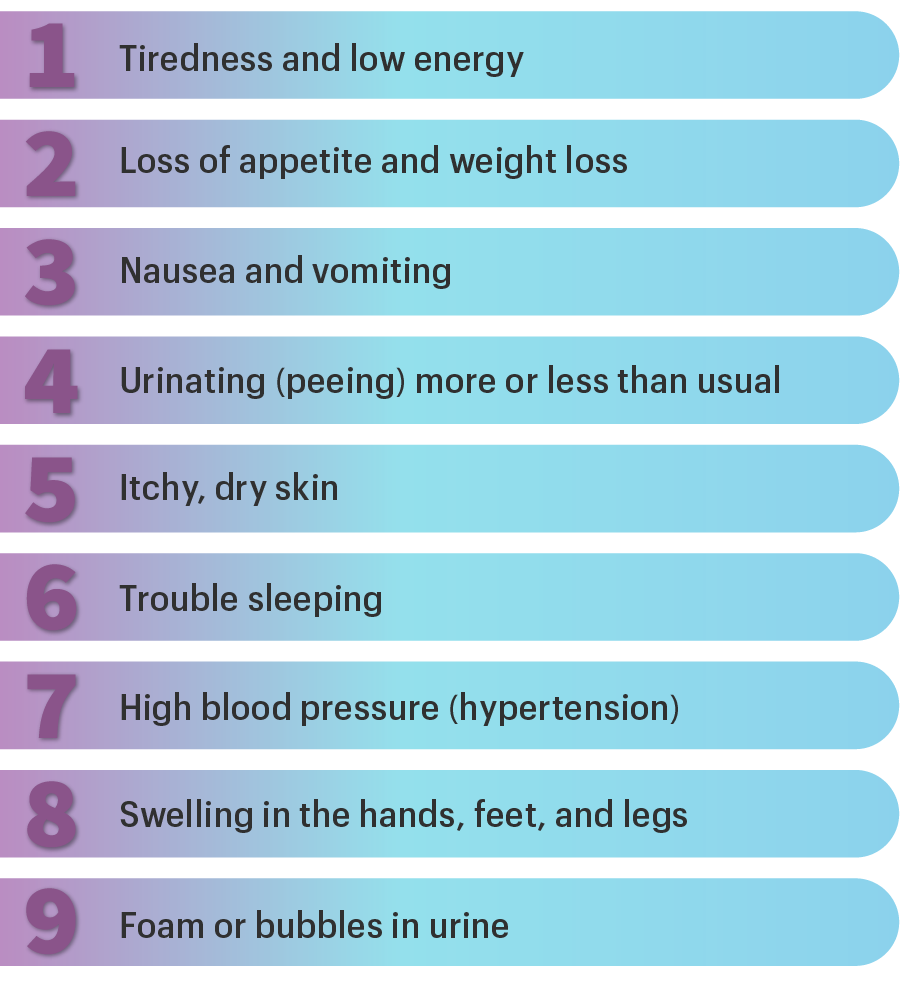 1 Tiredness and low energy
2 Loss of appetite and weight loss
3 Nausea and vomiting
4 Urinating (peeing) more or less than usual
5 Itchy, dry skin
6 Trouble sleeping
7 High blood pressure (hypertension)
8 Swelling in the hands, feet, and legs
9 Foam or bubbles in urine